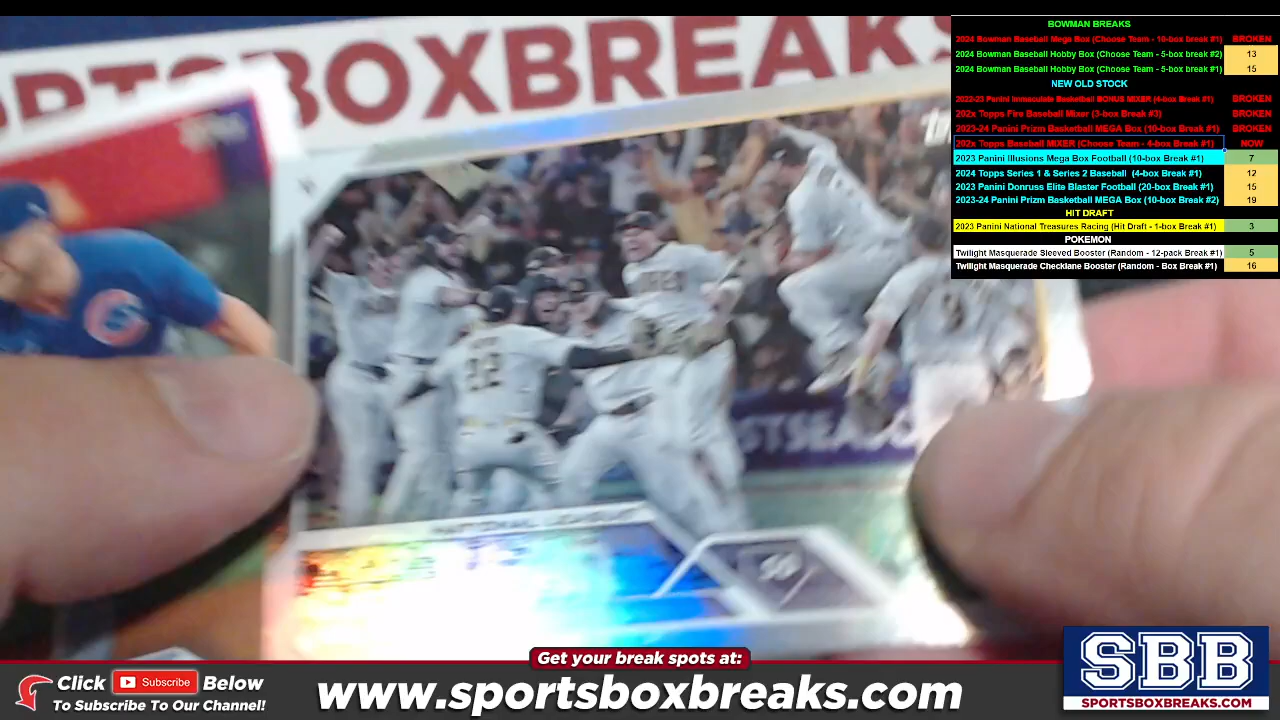 SPORTSBOXBREAKS
BOWMAN BREAKS
2024 Bowman Baseball Mega Box (Choose Team - 10-box break #1) BROKEN
2024 Bowman Baseball Hobby Box (Choose Team - 5-box break #2) 13
2024 Bowman Baseball Hobby Box (Choose Team - 5-box break #1) 15
NEW OLD STOCK
2022-23 Panini Immaculate Basketball BONUS MIXER (4-box Break #1) BROKEN
202x Topps Fire Baseball Mixer (3-box Break #3) BROKEN
2023-24 Panini Prizm Basketball MEGA Box (10-box Break #1) BROKEN
202x Topps Baseball MIXER (Choose Team - 4-box Break #1) NOW
2023 Panini Illusions Mega Box Football (10-box Break #1) 7
2024 Topps Series 1 & Series 2 Baseball (4-box Break #1) 12
2023 Panini Donruss Elite Blaster Football (20-box Break #1) 15
2023-24 Panini Prizm Basketball MEGA Box (10-box Break #2) 19
HIT DRAFT
2023 Panini National Treasures Racing (Hit Draft - 1-box Break #1) 3
POKEMON
Twilight Masquerade Sleeved Booster (Random - 12-pack Break #1) 5
Twilight Masquerade Checklane Booster (Random - Box Break #1) 16
22
STSEAS
NATIONAL LEAGUE
SD
Get your break spots at:
Click Subscribe Below
To Subscribe To Our Channel!
www.sportsboxbreaks.com
SBB
SPORTSBOXBREAKS.COM